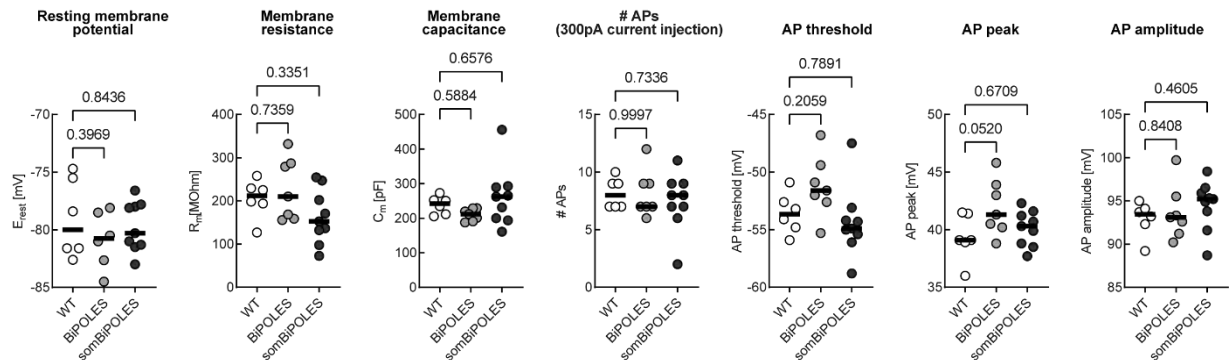 Resting membrane
potential
0.8436
0.3969
-70
-75
-80
-85
Erest [mV]
WT
BiPOLES
somBiPOLES
Membrane
resistance
0.3351
0.7359
400
300
200
100
0
Rm[MOhm]
WT
BiPOLES
somBiPOLES
Membrane
capacitance
0.6576
0.5884
500
400
300
200
100
0
Cm [pF]
WT
BiPOLES
somBiPOLES
# APs
(300pA current injection)
0.7336
0.9997
15
10
5
0
# APs
WT
BiPOLES
somBiPOLES
AP threshold
0.7891
0.2059
-45
-50
-55
-60
AP threshold [mV]
WT
BiPOLES
somBiPOLES
AP peak
0.6709
0.0520
50
45
40
35
AP peak [mV]
WT
BiPOLES
somBiPOLES
AP amplitude
0.4605
0.8408
105
100
95
90
85
AP amplitude [mV]
WT
BiPOLES
somBiPOLES